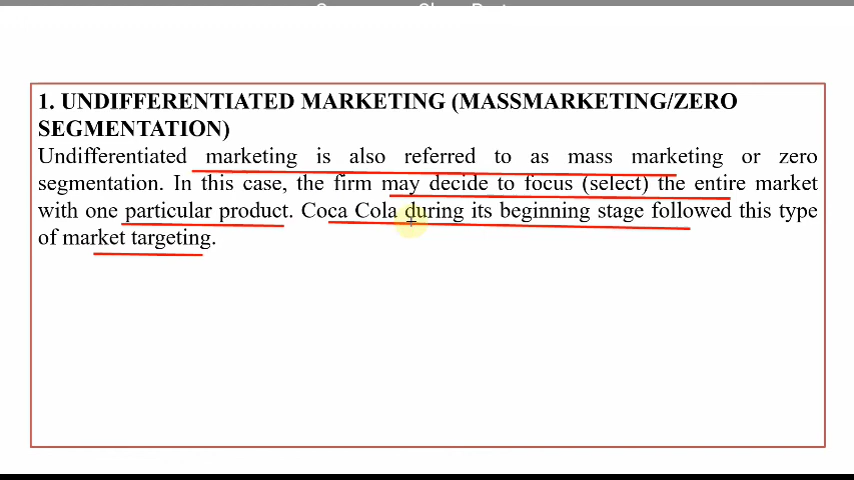 1. UNDIFFERENTIATED MARKETING (MASSMARKETING/ZERO
SEGMENTATION)
Undifferentiated marketing is also referred to as mass marketing or zero
segmentation. In this case, the firm may decide to focus (select) the entire market
with one particular product. Coca Cola during its beginning stage followed this type
of market targeting.